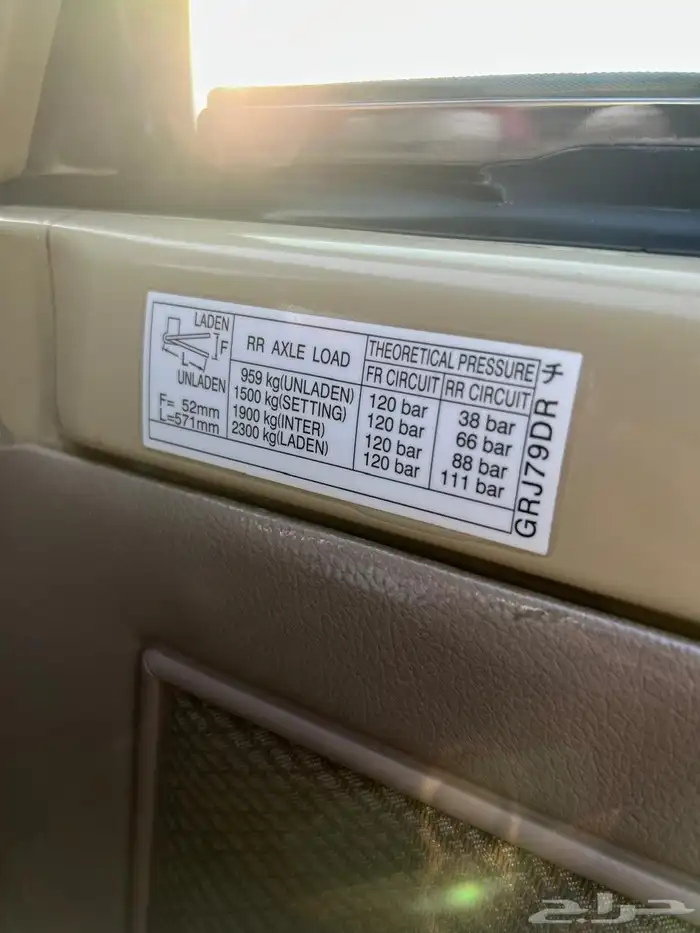 LADEN
F
L
UNLADEN
F= 52mm
L=571mm
RR AXLE LOAD
THEORETICAL PRESSURE
FR CIRCUIT RR CIRCUIT
959 kg(UNLADEN) 120 bar 38 bar
1500 kg(SETTING) 120 bar 66 bar
1900 kg(INTER) 120 bar 88 bar
2300 kg(LADEN) 120 bar 111 bar
GRJ79DR チ
حراج